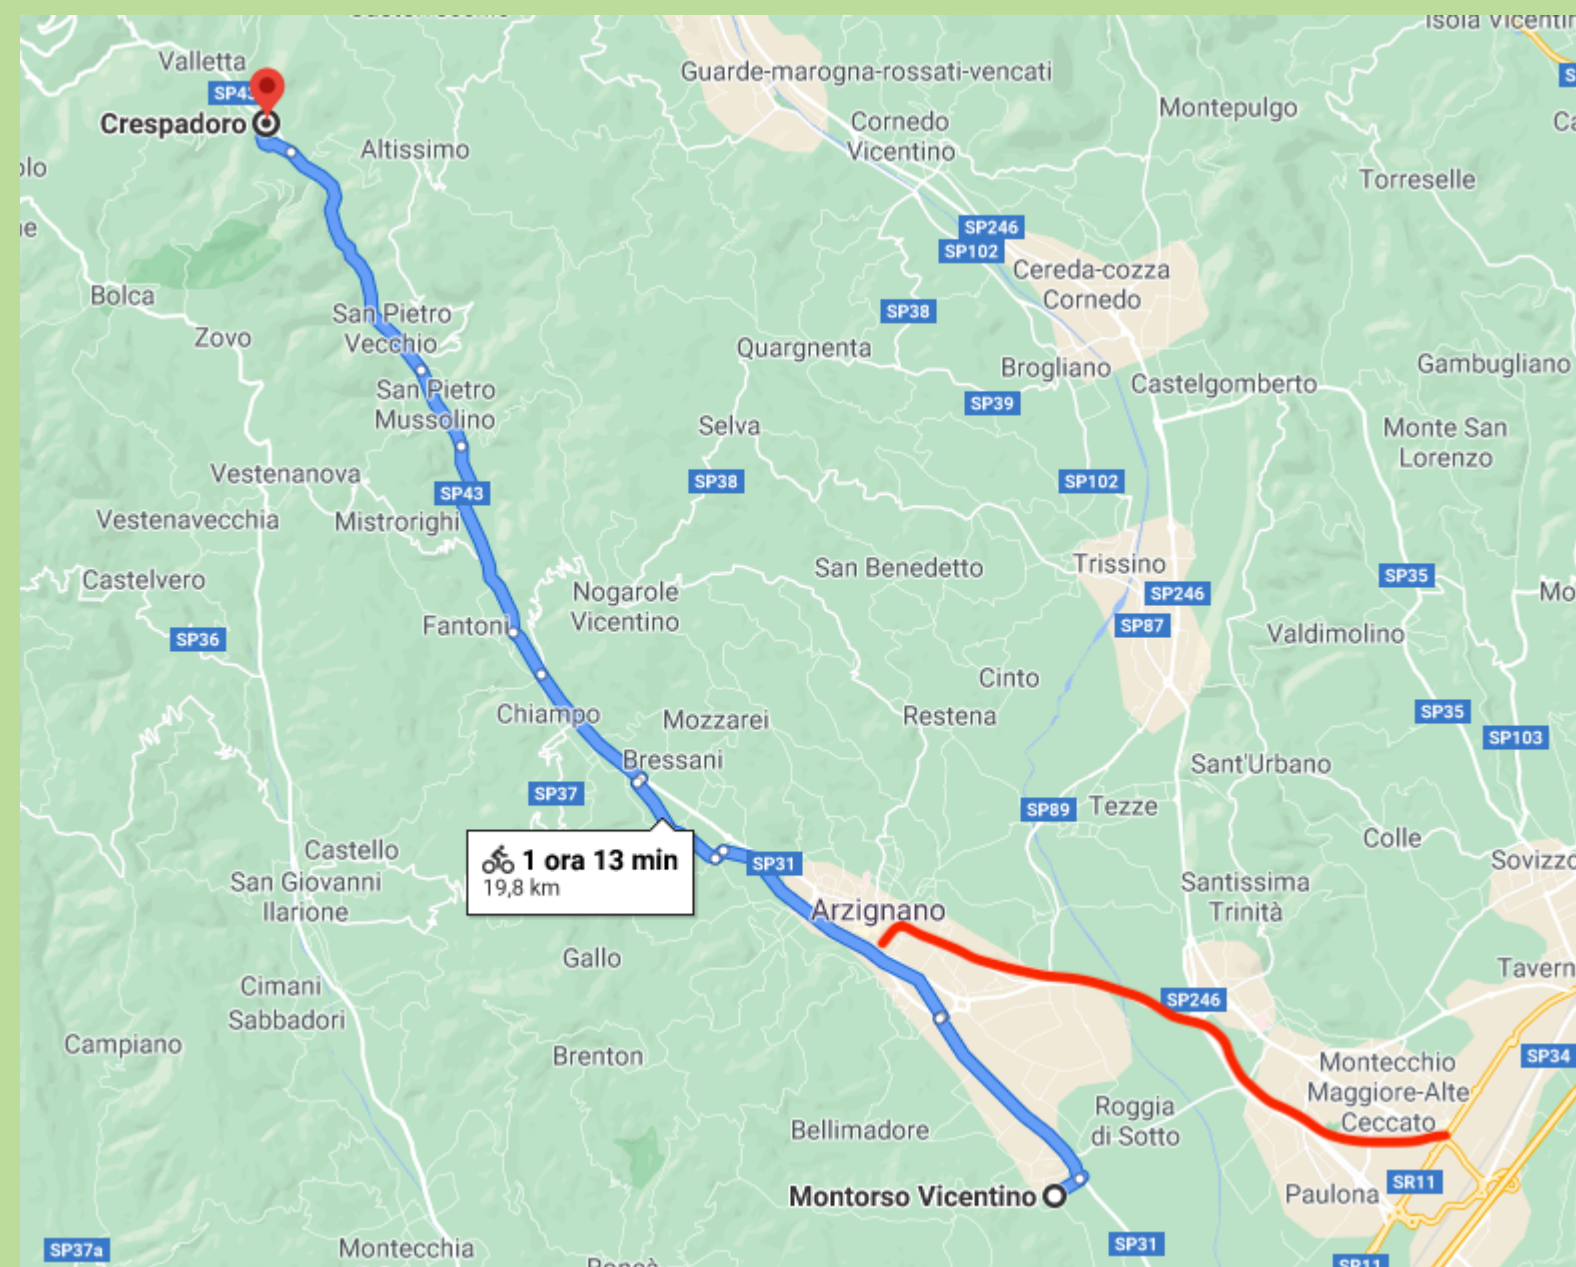 Isola Vicentin
Valletta
Guarde-marogna-rossati-vencati
SP43
Montepulgo
Crespadoro
Cornedo
Vicentino
Altissimo
Torreselle
SP246
SP102
Cereda-cozza
Cornedo
Bolca
SP38
San Pietro
Vecchio
Zovo
Quargnenta
Brogliano
Gambugliano
Castelgomberto
San Pietro
Mussolino
SP39
Selva
Monte San
Lorenzo
Vestenanova
SP38
SP102
SP43
Vestenavecchia
Mistrorighi
Trissino
San Benedetto
Castelvero
SP35
Nogarole
Vicentino
SP246
Mo
Fantoni
SP87
Valdimolino
SP36
Cinto
Chiampo
Mozzarei
Restena
SP35
SP103
Bressani
Sant'Urbano
SP37
SP89
Tezze
Colle
Castello
1 ora 13 min
19,8 km
SP31
Sovizzo
San Giovanni
Ilarione
Santissima
Trinità
Arzignano
Gallo
Tavern
Cimani
Sabbadori
SP246
Campiano
Brenton
SP34
Montecchio
Maggiore-Alte
Ceccato
Roggia
di Sotto
Bellimadore
SR11
Montorso Vicentino
Paulona
SP37a
Montecchia
SP31
SR11